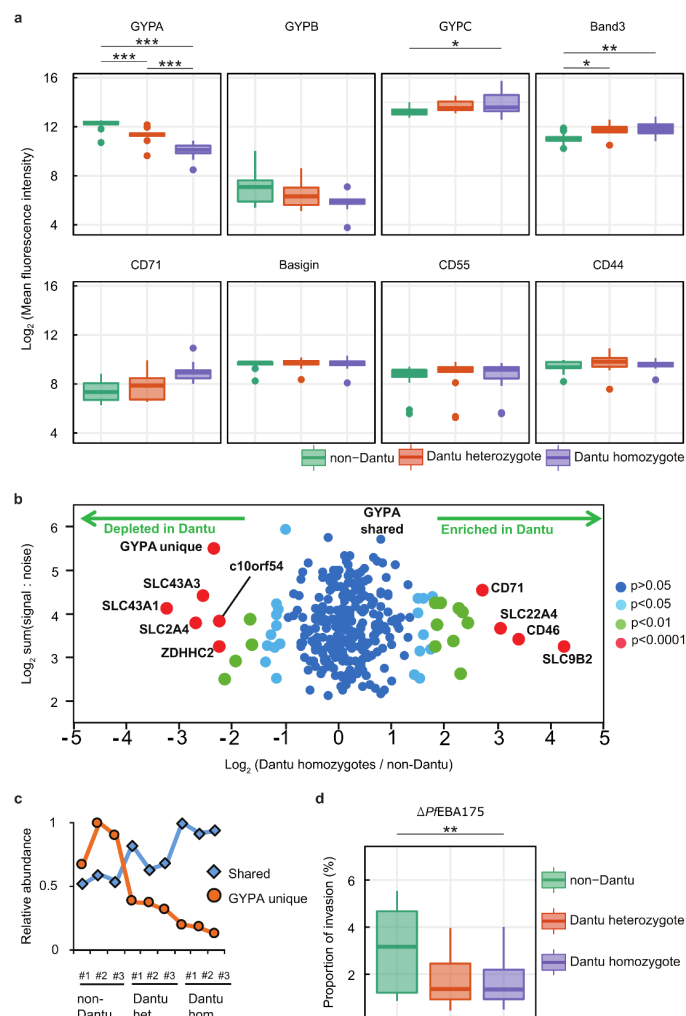 a
GYPA GYPB GYPC Band3
*** * **
*** *** *
16
12
8
4
Log2 (Mean fluorescence intensity)
CD71 Basigin CD55 CD44
16
12
8
4
non-Dantu Dantu heterozygote Dantu homozygote
b
GYPA shared
Depleted in Dantu Enriched in Dantu
GYPA unique
c10orf54
SLC43A3
SLC43A1
SLC2A4
ZDHHC2
CD71
SLC22A4
CD46
SLC9B2
p>0.05
p<0.05
p<0.01
p<0.0001
6
5
4
3
2
Log2 sum(signal : noise)
-5 -4 -3 -2 -1 0 1 2 3 4 5
Log2 (Dantu homozygotes / non-Dantu)
c
1
0.5
0
Relative abundance
Shared
GYPA unique
#1 #2 #3 #1 #2 #3 #1 #2 #3
non- Dantu Dantu
Dantu het. hom.
d
ΔPfEBA175
**
6
4
2
Proportion of invasion (%)
non-Dantu
Dantu heterozygote
Dantu homozygote